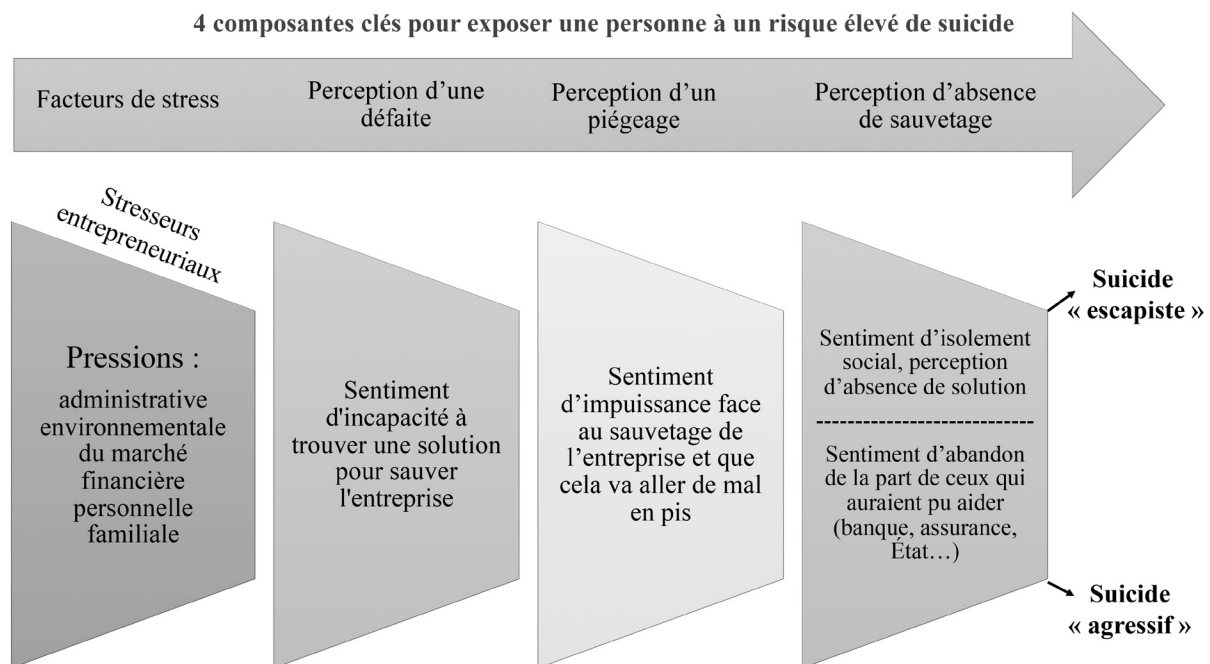 4 composantes clés pour exposer une personne à un risque élevé de suicide
Facteurs de stress
Perception d’une
défaite
Perception d’un
piégeage
Perception d’absence
de sauvetage
Stresseurs
entrepreneuriaux
Pressions :
administrative
environnementale
du marché
financière
personnelle
familiale
Sentiment
d'incapacité à
trouver une solution
pour sauver
l'entreprise
Sentiment
d’impuissance face
au sauvetage de
l’entreprise et que
cela va aller de mal
en pis
Sentiment d’isolement
social, perception
d’absence de solution
Sentiment d’abandon
de la part de ceux qui
auraient pu aider
(banque, assurance,
État…)
Suicide
« escapiste »
Suicide
« agressif »